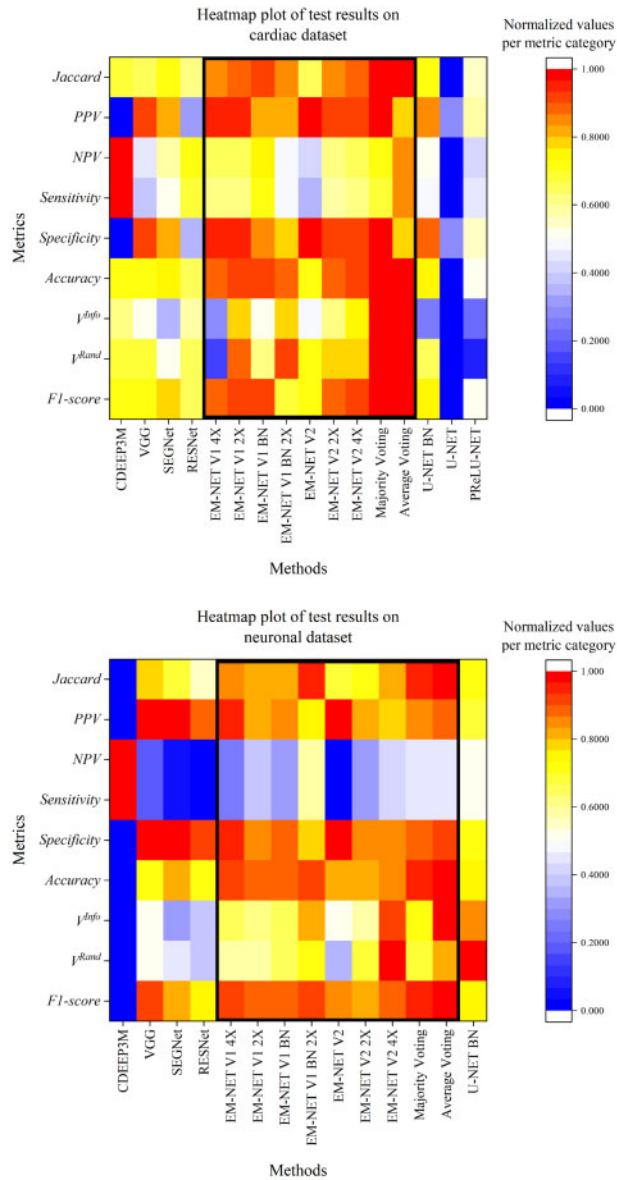 Heatmap plot of test results on
cardiac dataset
Normalized values
per metric category
Metrics
Jaccard
PPV
NPV
Sensitivity
Specificity
Accuracy
V^Info
V^Rand
F1-score
1.000
0.8000
0.6000
0.4000
0.2000
0.000
CDEEP3M
VGG
SEGNet
RESNet
EM-NET V1 4X
EM-NET V1 2X
EM-NET V1 BN
EM-NET V1 BN 2X
EM-NET V2
EM-NET V2 2X
EM-NET V2 4X
Majority Voting
Average Voting
U-NET BN
U-NET
PReLU-NET
Methods
Heatmap plot of test results on
neuronal dataset
Normalized values
per metric category
Metrics
Jaccard
PPV
NPV
Sensitivity
Specificity
Accuracy
V^Info
V^Rand
F1-score
1.000
0.8000
0.6000
0.4000
0.2000
0.000
CDEEP3M
VGG
SEGNet
RESNet
EM-NET V1 4X
EM-NET V1 2X
EM-NET V1 BN
EM-NET V1 BN 2X
EM-NET V2
EM-NET V2 2X
EM-NET V2 4X
Majority Voting
Average Voting
U-NET BN
Methods